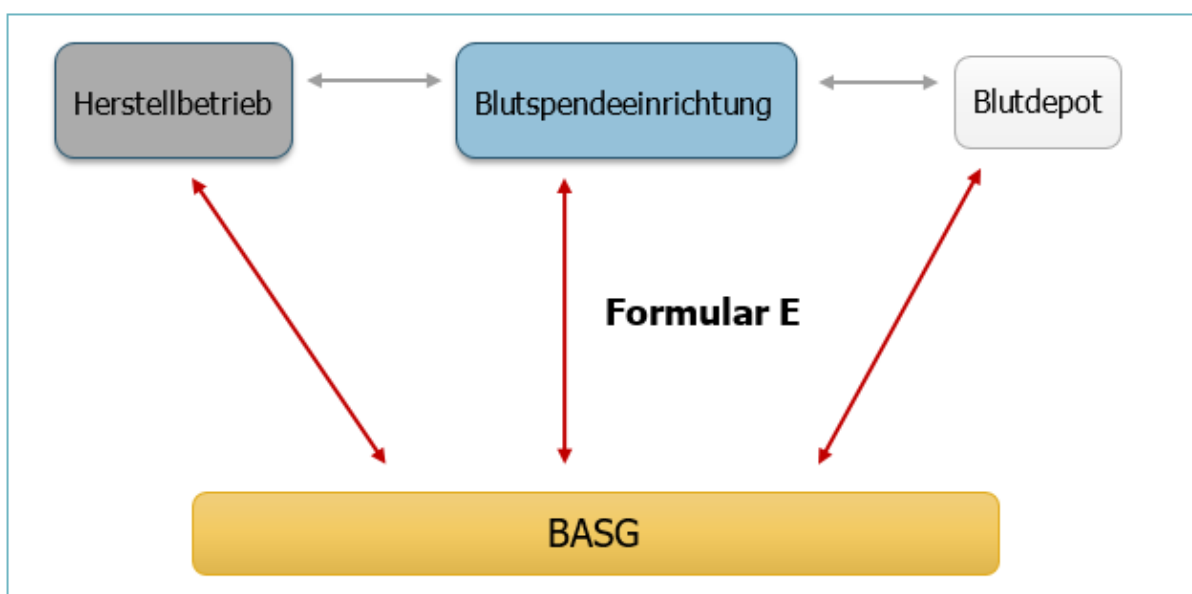 Herstellbetrieb
Blutspendeeinrichtung
Blutdepot
Formular E
BASG